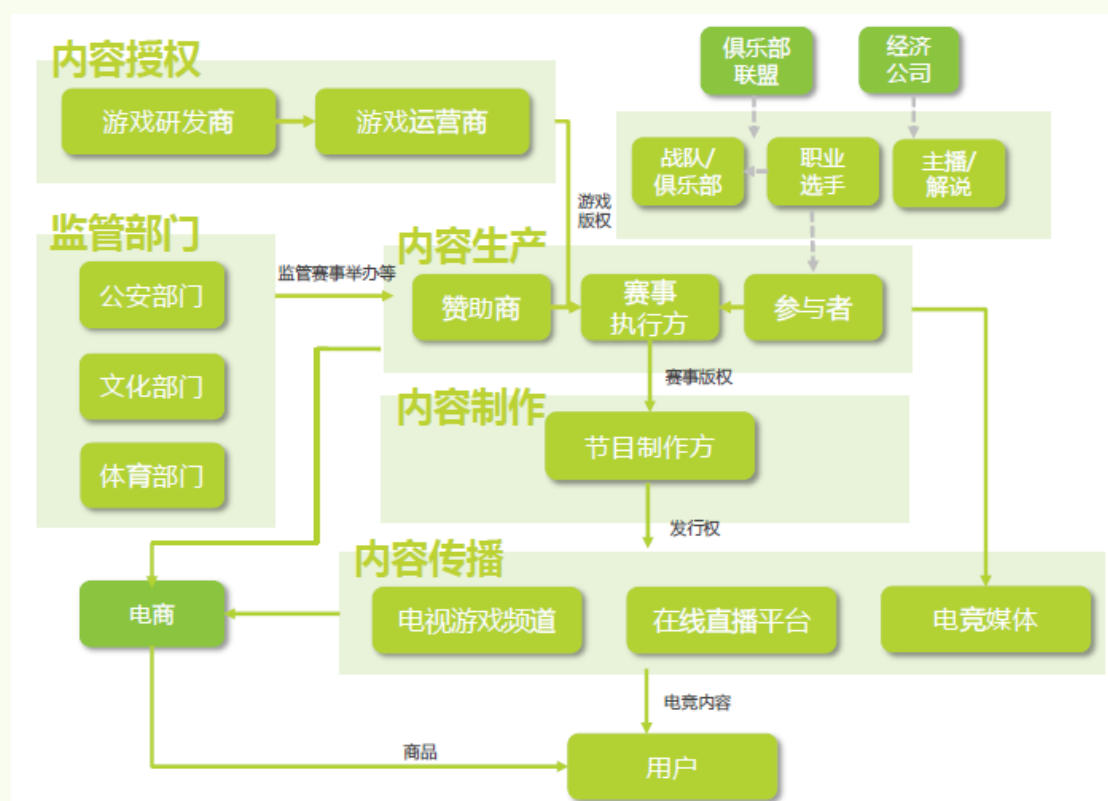 内容授权
游戏研发商
游戏运营商
俱乐部
联盟
经济
公司
战队/
俱乐部
职业
选手
主播/
解说
游戏
版权
监管部门
公安部门
文化部门
体育部门
监管赛事举办等
内容生产
赞助商
赛事
执行方
参与者
赛事版权
内容制作
节目制作方
发行权
内容传播
电视游戏频道
在线直播平台
电竞媒体
电商
电竞内容
商品
用户